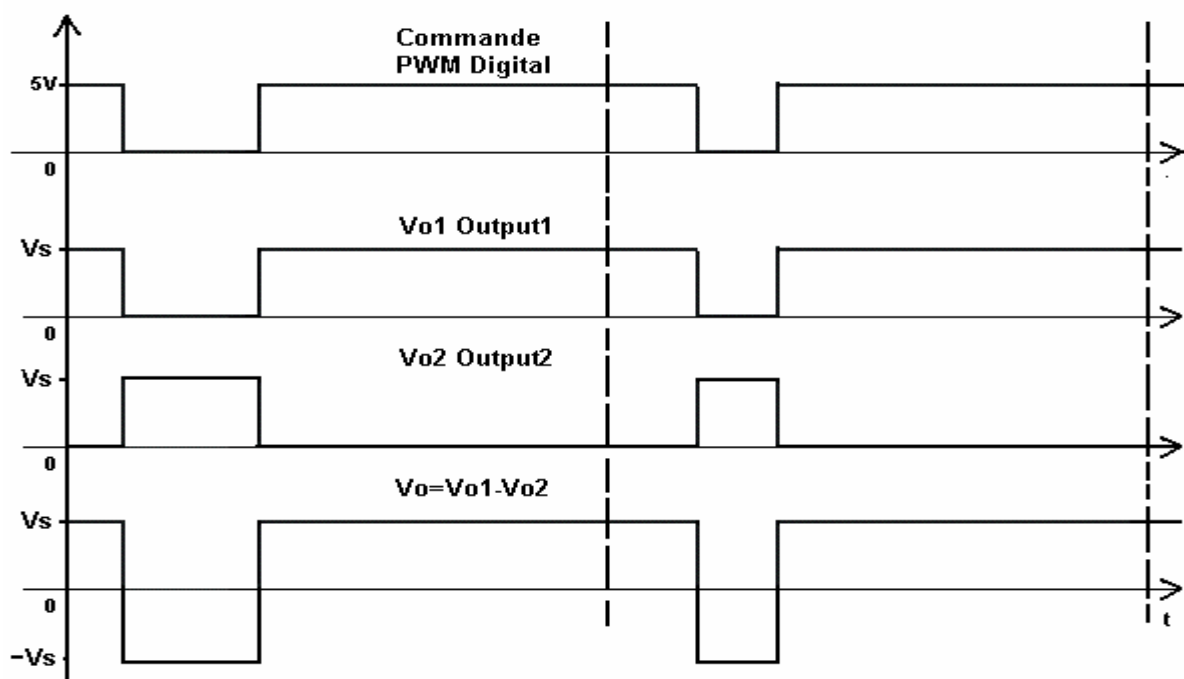 Commande
PWM Digital
5V
0
Vo1 Output1
Vs
0
Vo2 Output2
Vs
0
Vo=Vo1-Vo2
Vs
0
t
-Vs